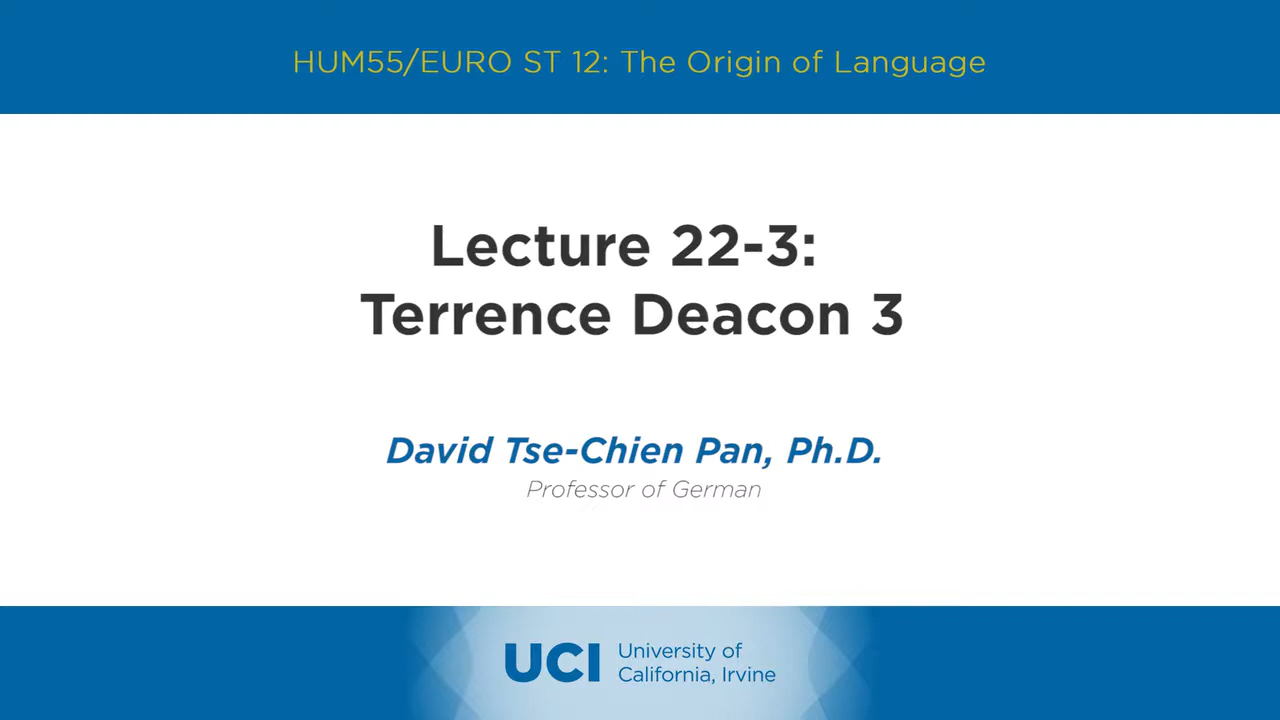 HUM55/EURO ST 12: The Origin of Language
Lecture 22-3:
Terrence Deacon 3
David Tse-Chien Pan, Ph.D.
Professor of German
UCI
University of
California, Irvine